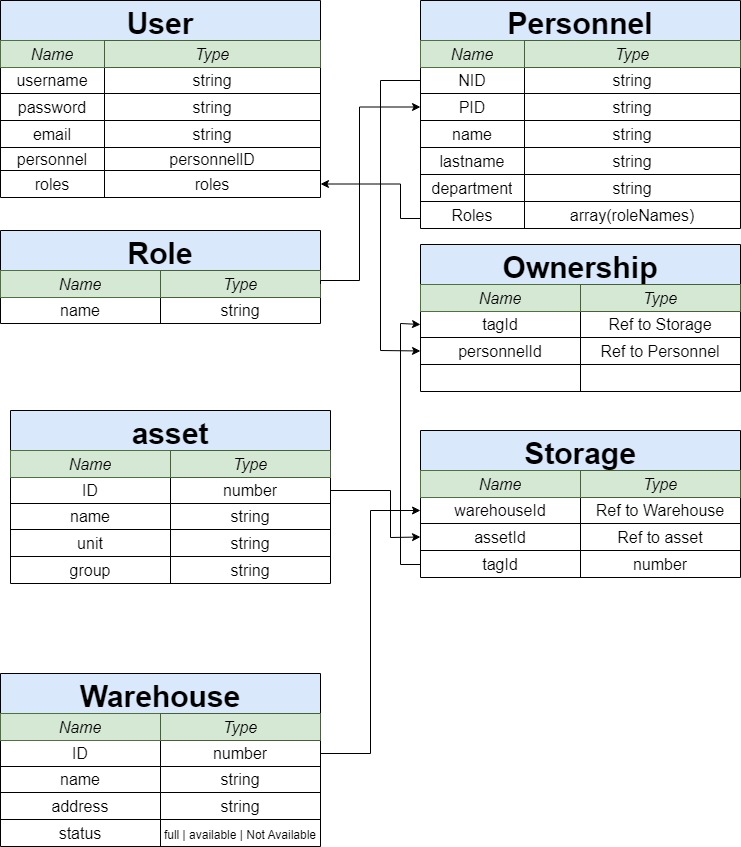 User
Name Type
username string
password string
email string
personnel personnelID
roles roles
Personnel
Name Type
NID string
PID string
name string
lastname string
department string
Roles array(roleNames)
Role
Name Type
name string
Ownership
Name Type
tagId Ref to Storage
personnelId Ref to Personnel
asset
Name Type
ID number
name string
unit string
group string
Storage
Name Type
warehouseId Ref to Warehouse
assetId Ref to asset
tagId number
Warehouse
Name Type
ID number
name string
address string
status full | available | Not Available